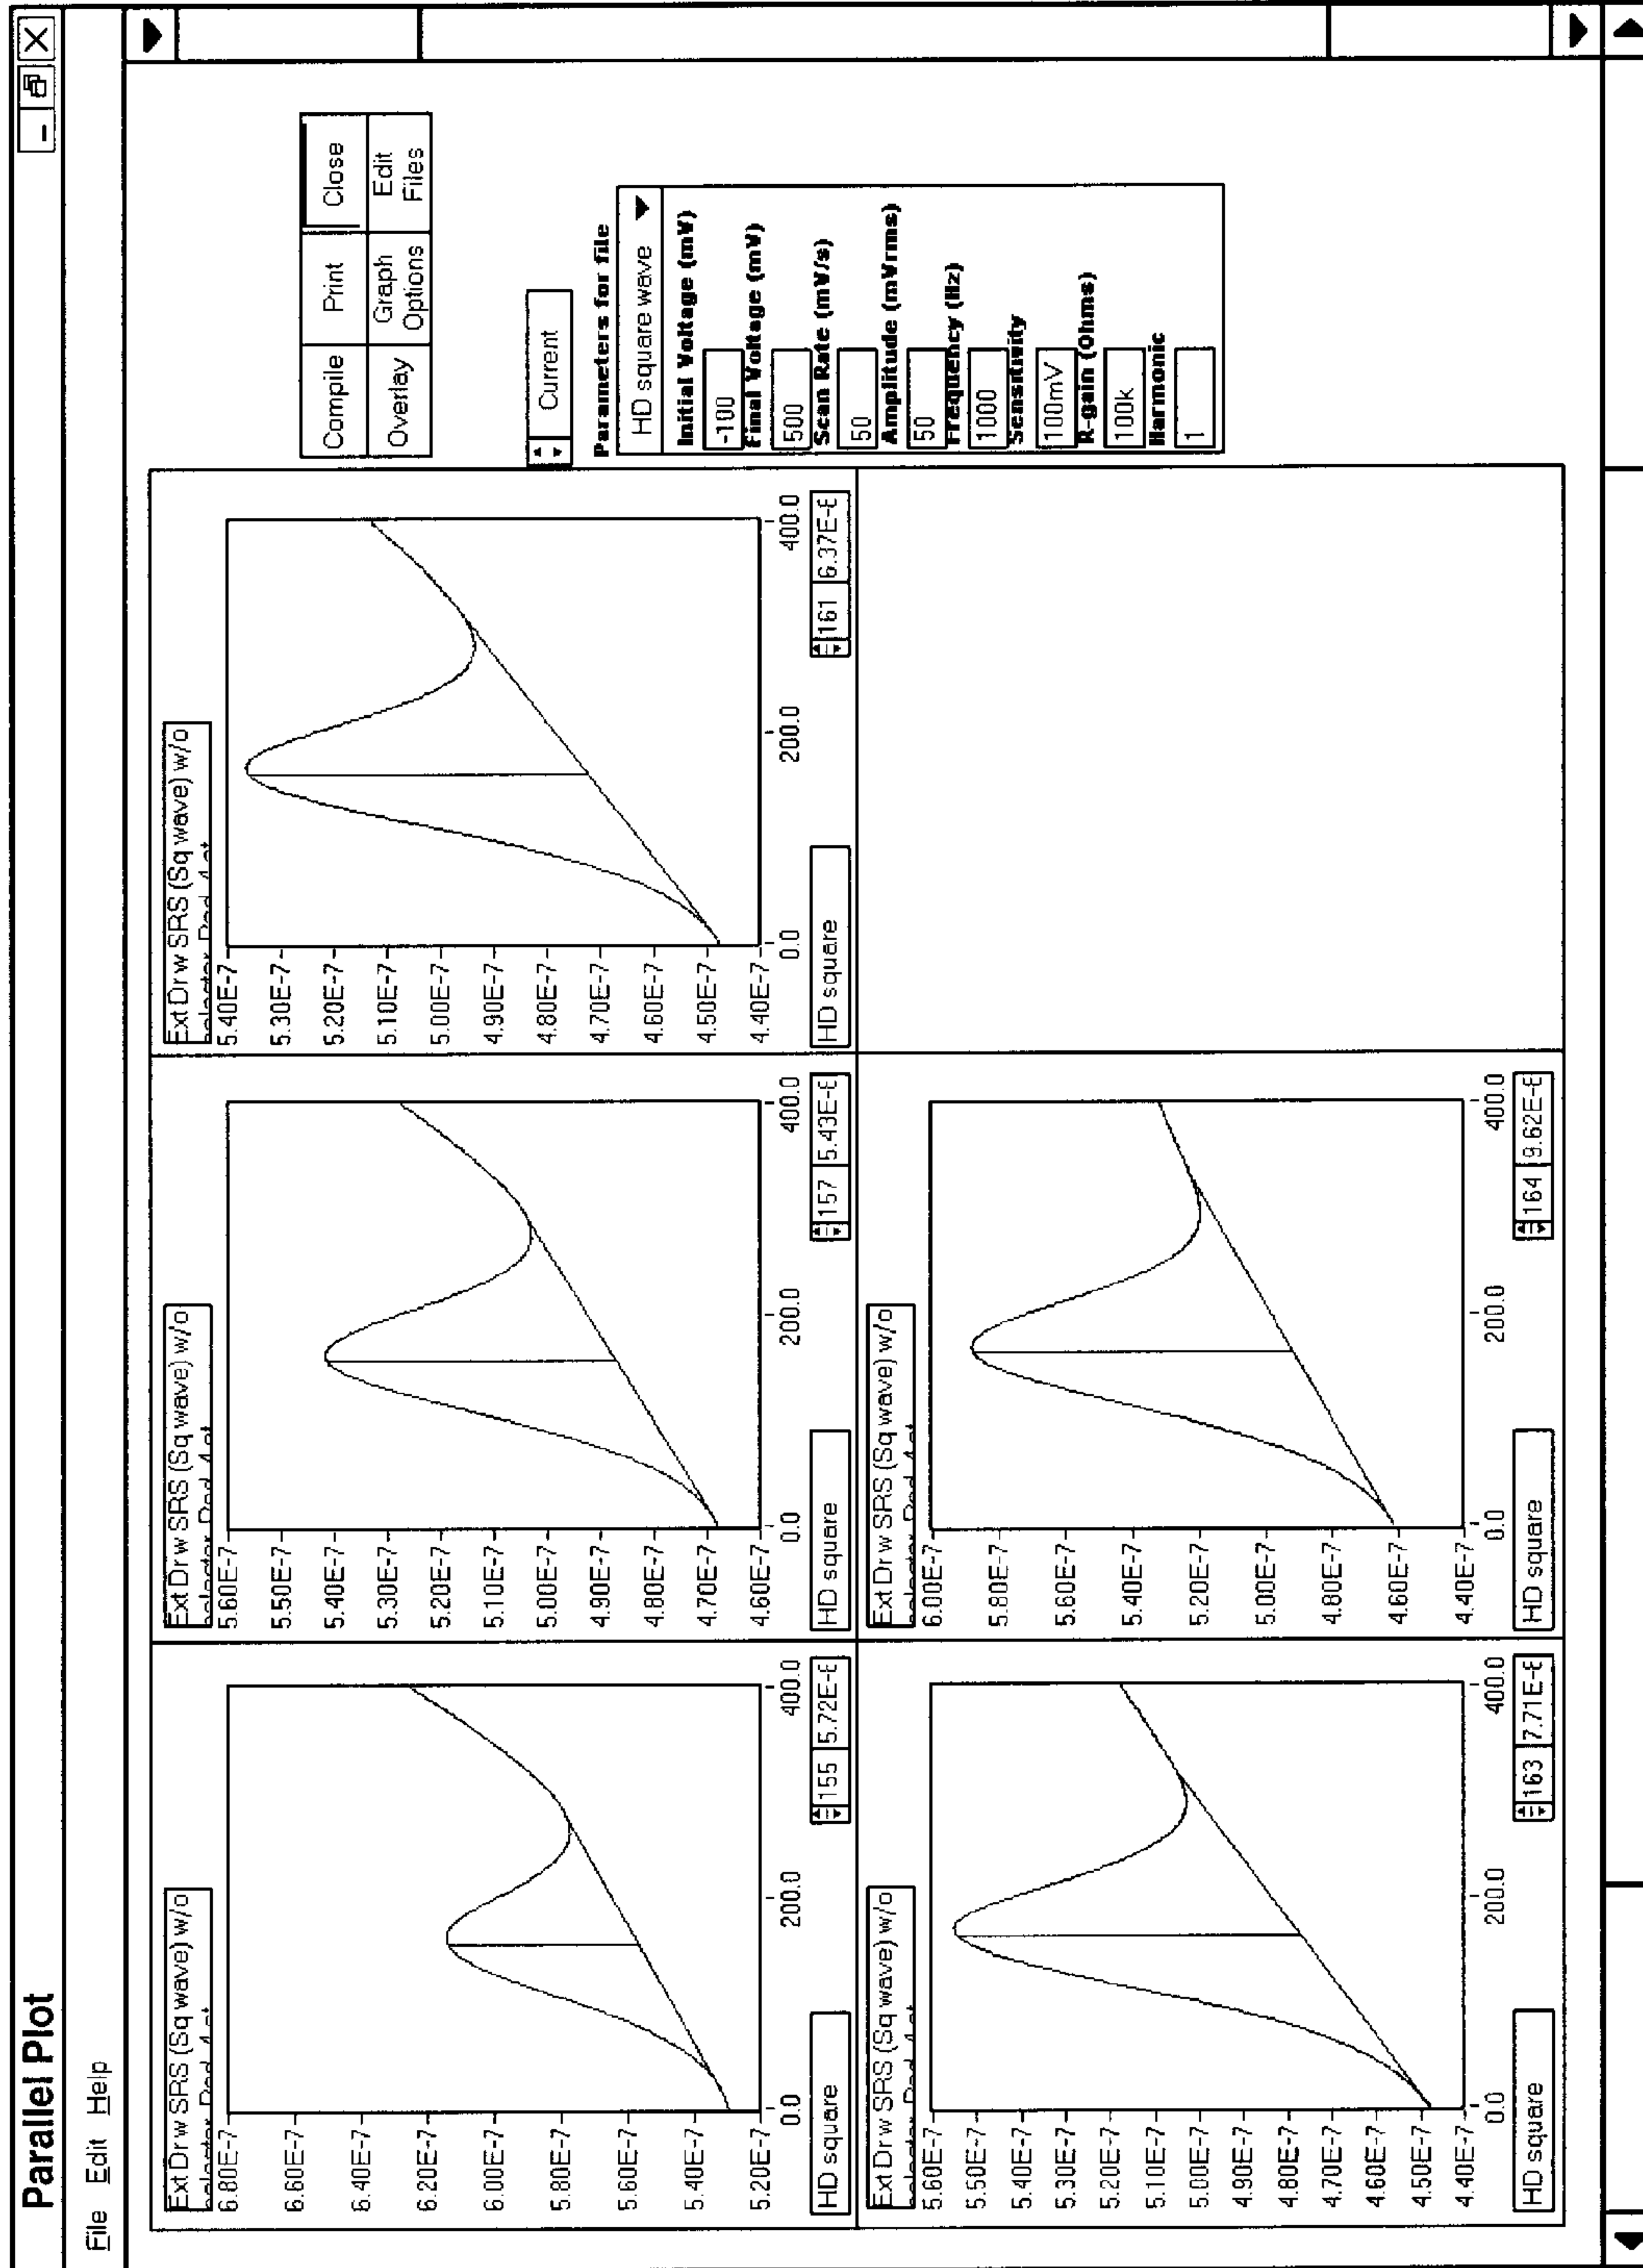 Parallel Plot
File Edit Help
Ext Drw SRS (Sq wave) w/o
6.80E-7
6.60E-7
6.40E-7
6.20E-7
6.00E-7
5.80E-7
5.60E-7
5.40E-7
5.20E-7
0.0 200.0 400.0
HD square 155 5.72E-8
Ext Drw SRS (Sq wave) w/o
5.60E-7
5.50E-7
5.40E-7
5.30E-7
5.20E-7
5.10E-7
5.00E-7
4.90E-7
4.80E-7
4.70E-7
4.60E-7
0.0 200.0 400.0
HD square 157 5.43E-8
Ext Drw SRS (Sq wave) w/o
5.40E-7
5.30E-7
5.20E-7
5.10E-7
5.00E-7
4.90E-7
4.80E-7
4.70E-7
4.60E-7
4.50E-7
4.40E-7
0.0 200.0 400.0
HD square 161 6.37E-8
Ext Drw SRS (Sq wave) w/o
5.60E-7
5.50E-7
5.40E-7
5.30E-7
5.20E-7
5.10E-7
5.00E-7
4.90E-7
4.80E-7
4.70E-7
4.60E-7
4.50E-7
4.40E-7
0.0 200.0 400.0
HD square 163 7.71E-8
Ext Drw SRS (Sq wave) w/o
6.00E-7
5.80E-7
5.60E-7
5.40E-7
5.20E-7
5.00E-7
4.80E-7
4.60E-7
4.40E-7
0.0 200.0 400.0
HD square 164 9.62E-8
Compile Print Close
Overlay Graph Options Edit Files
Current
Parameters for file
HD square wave
Initial Voltage (mV)
-100
Final Voltage (mV)
500
Scan Rate (mV/s)
50
Amplitude (mVrms)
50
Frequency (Hz)
1000
Sensitivity
100mV
R-gain (Ohms)
100k
Harmonic
1